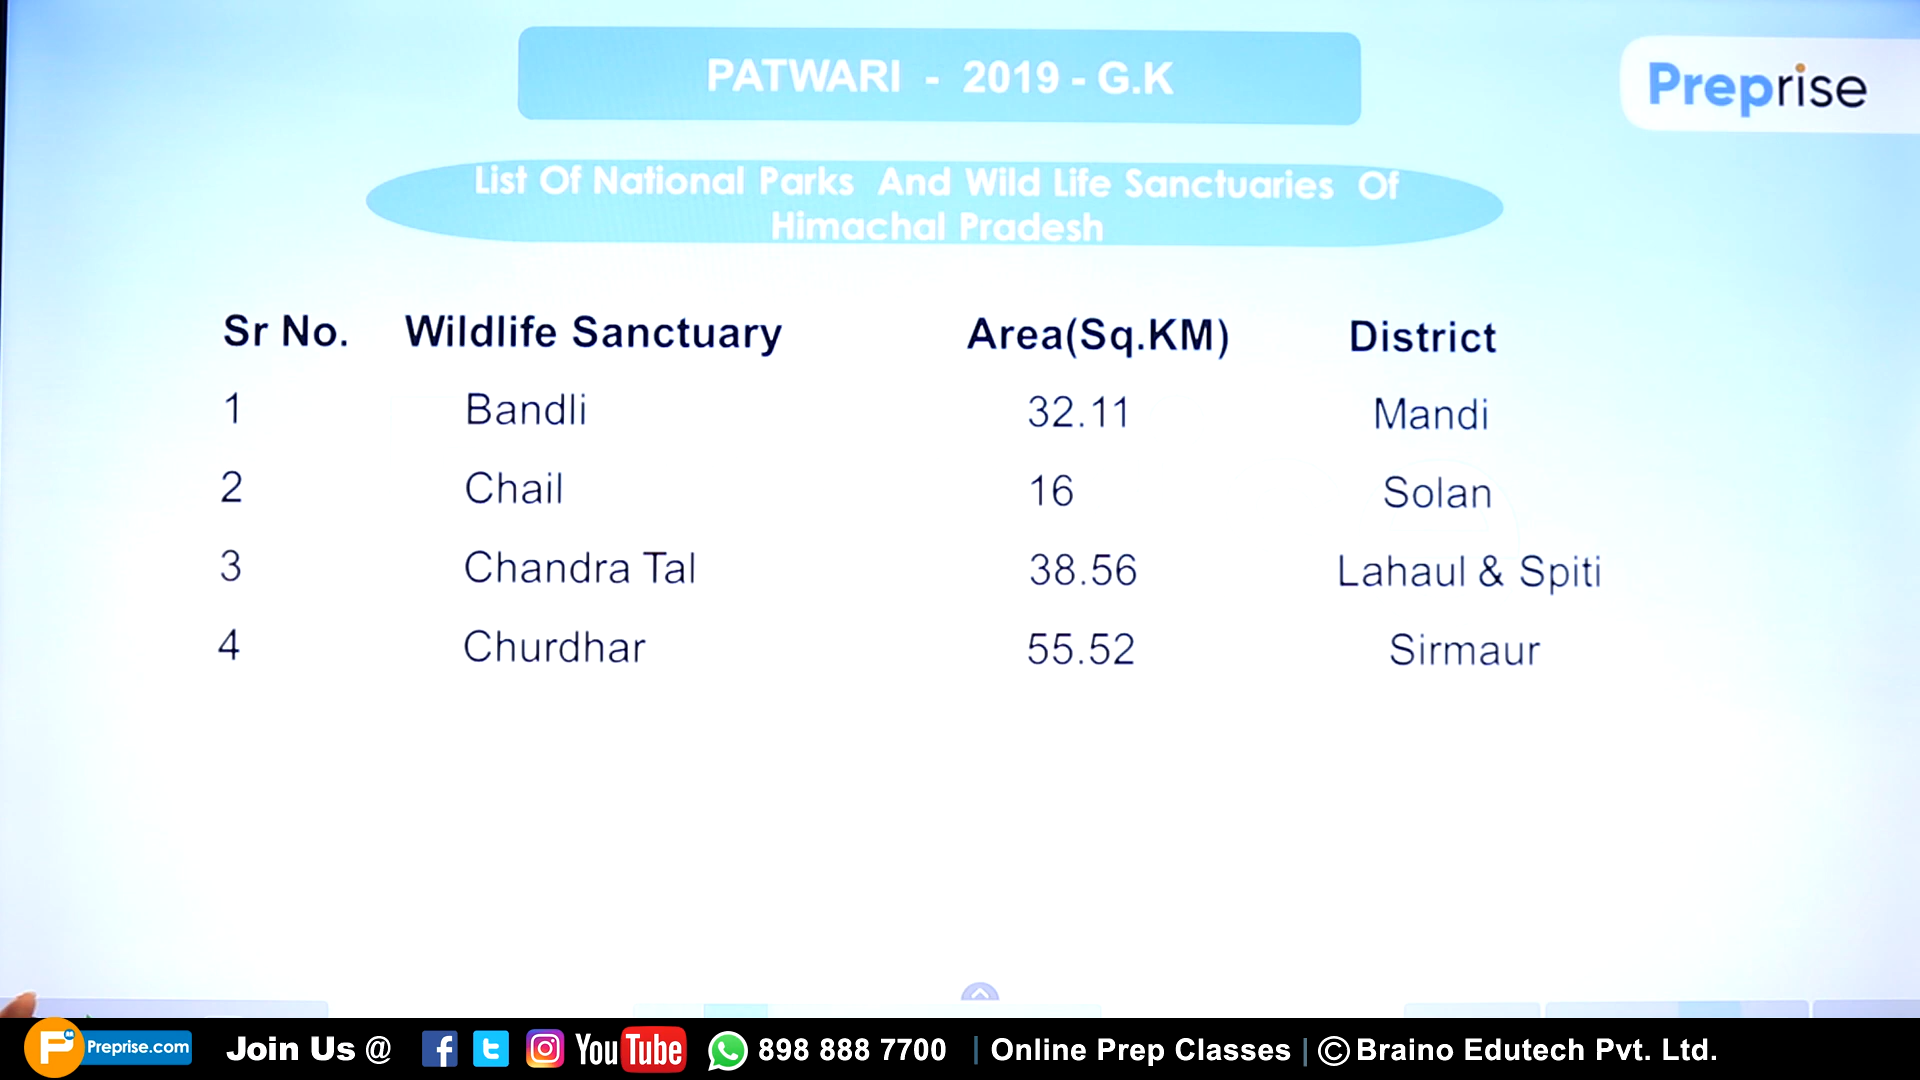 PATWARI - 2019 - G.K
Preprise
List Of National Parks And Wild Life Sanctuaries Of
Himachal Pradesh
Sr No. Wildlife Sanctuary Area(Sq.KM) District
1 Bandli 32.11 Mandi
2 Chail 16 Solan
3 Chandra Tal 38.56 Lahaul & Spiti
4 Churdhar 55.52 Sirmaur
P Preprise.com Join Us @ f YouTube 898 888 7700 | Online Prep Classes | © Braino Edutech Pvt. Ltd.